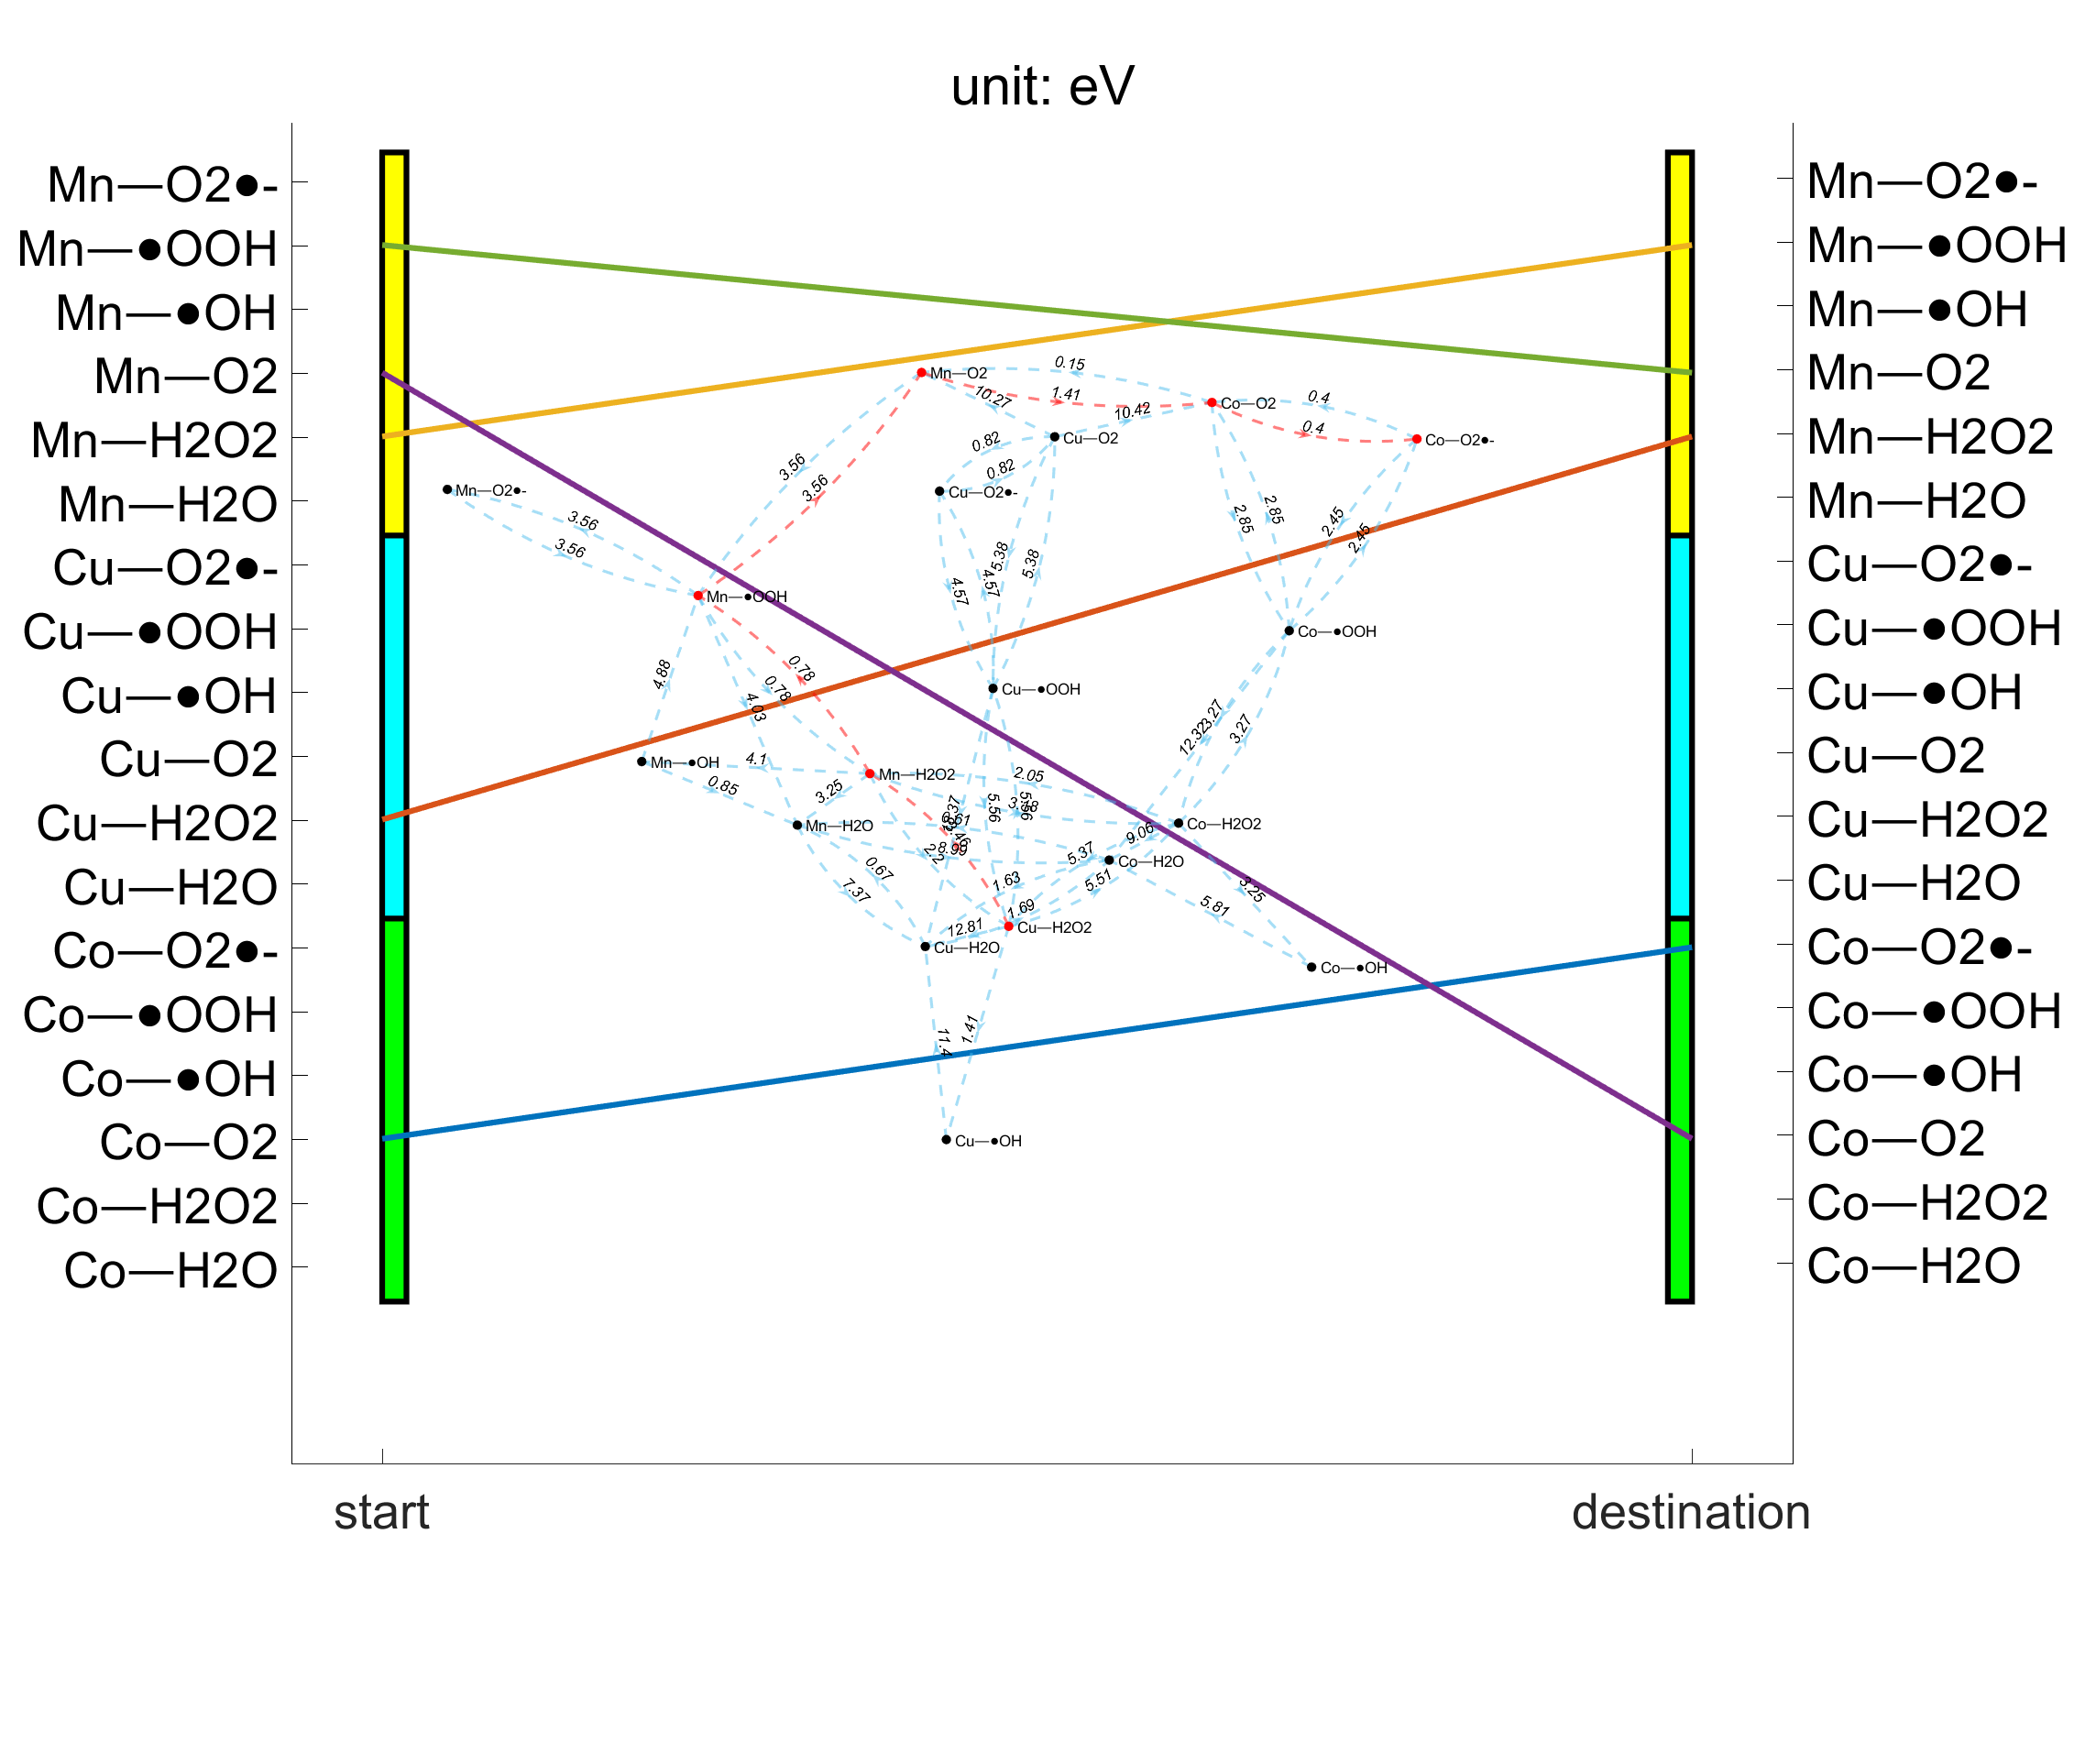 unit: eV
Mn—O2●-
Mn—●OOH
Mn—●OH
Mn—O2
Mn—H2O2
Mn—H2O
Cu—O2●-
Cu—●OOH
Cu—●OH
Cu—O2
Cu—H2O2
Cu—H2O
Co—O2●-
Co—●OOH
Co—●OH
Co—O2
Co—H2O2
Co—H2O
Mn—O2●-
Mn—●OOH
Mn—●OH
Mn—O2
Mn—H2O2
Mn—H2O
Cu—O2●-
Cu—●OOH
Cu—●OH
Cu—O2
Cu—H2O2
Cu—H2O
Co—O2●-
Co—●OOH
Co—●OH
Co—O2
Co—H2O2
Co—H2O
0.15
Mn—O2
10.27
1.41
10.42
Co—O2
0.4
0.4
Co—O2●-
0.82
Cu—O2
0.82
3.56
3.56
Mn—O2●-
Cu—O2●-
3.56
3.56
2.85
2.85
2.45
2.45
5.38
5.38
4.57
4.57
Mn—●OOH
Co—●OOH
4.88
0.78
0.78
4.03
Cu—●OOH
12.32
3.27
3.27
Mn—●OH
4.1
0.85
Mn—H2O2
2.05
3.25
5.56
Mn—H2O
Co—H2O2
9.06
8.99
2.2
5.37
Co—H2O
0.67
7.37
1.63
5.51
3.25
1.69
5.81
12.81
Cu—H2O2
Cu—H2O
Co—●OH
11.4
1.41
Cu—●OH
start
destination